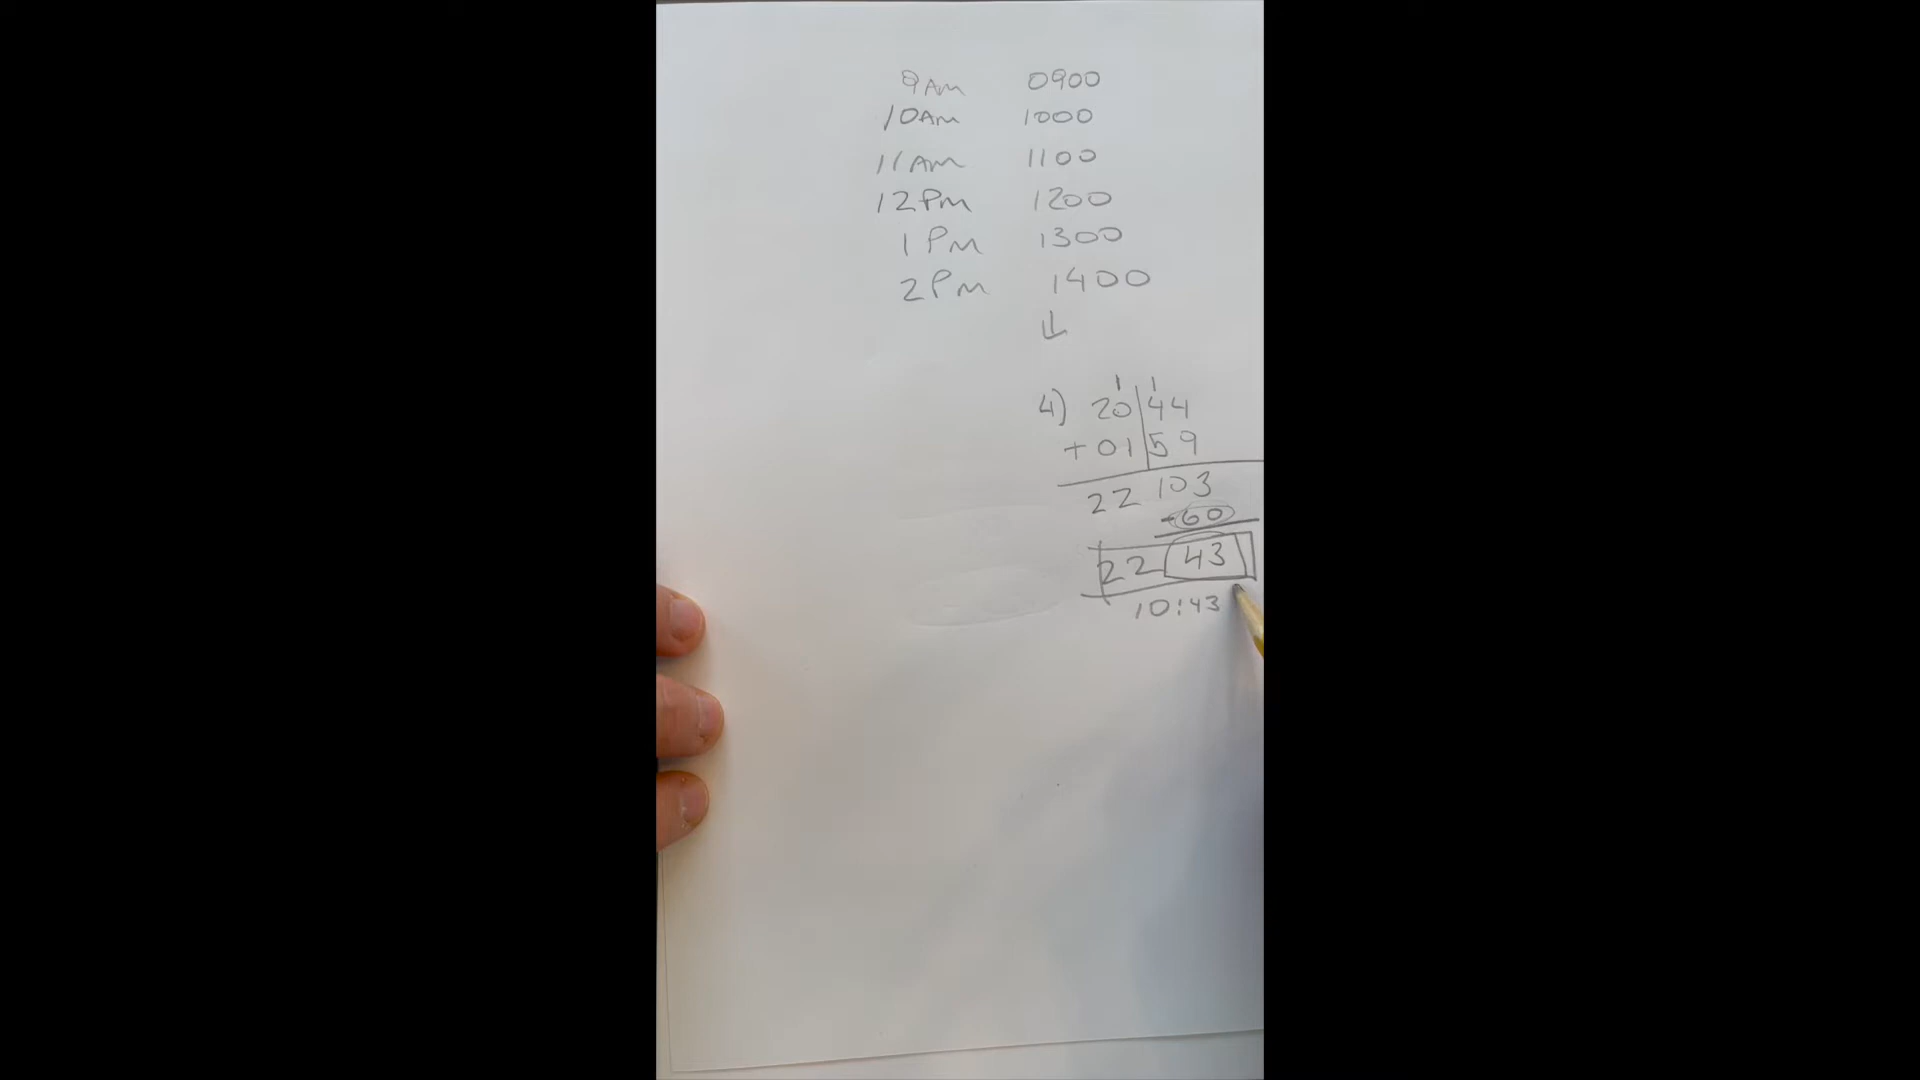 9AM 0900
10AM 1000
11AM 1100
12PM 1200
1PM 1300
2PM 1400
↓
1 1
4) 20|44
+01|59
22 103
-60
22 43
10:43